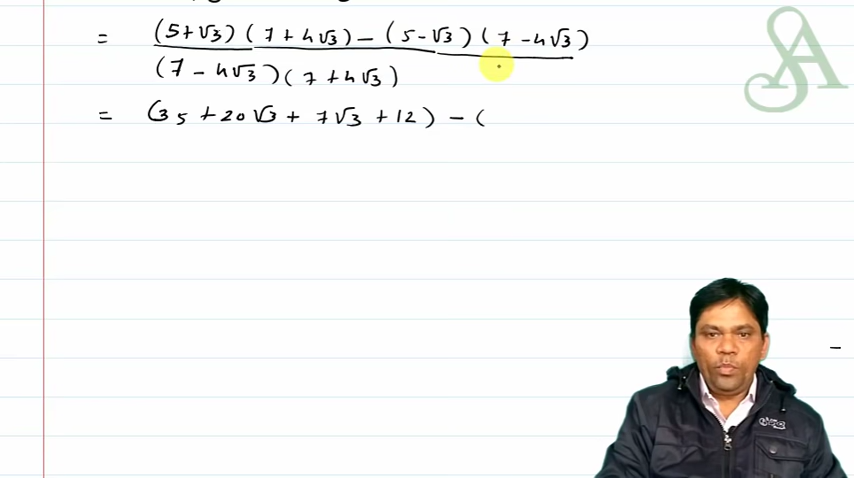 = (5+√3)(7+4√3)-(5-√3)(7-4√3)
(7-4√3)(7+4√3)
= (35+20√3+7√3+12)-(